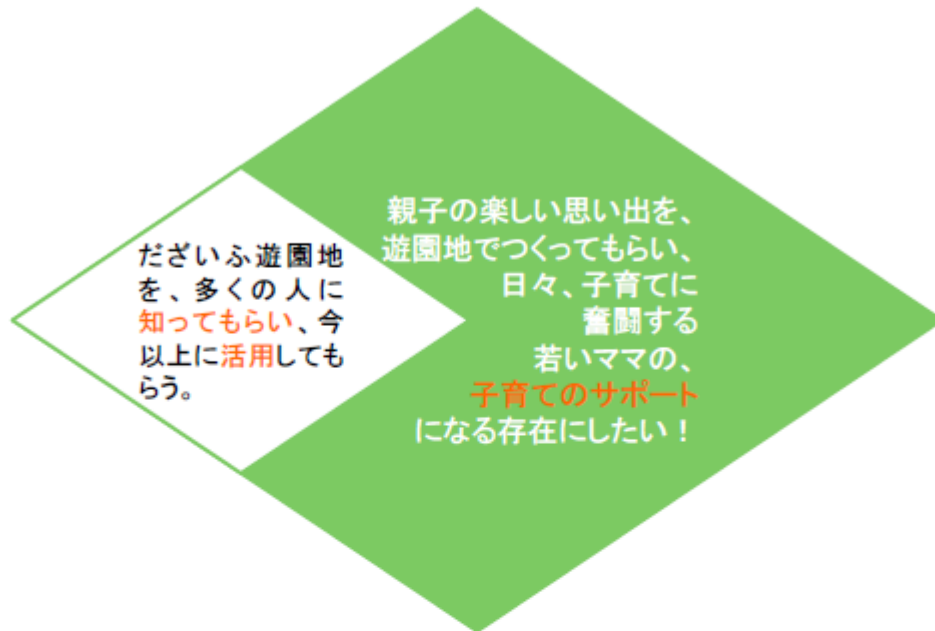 だざいふ遊園地
を、多くの人に
知ってもらい、今
以上に活用しても
らう。
親子の楽しい思い出を、
遊園地でつくってもらい、
日々、子育てに
奮闘する
若いママの、
子育てのサポート
になる存在にしたい！